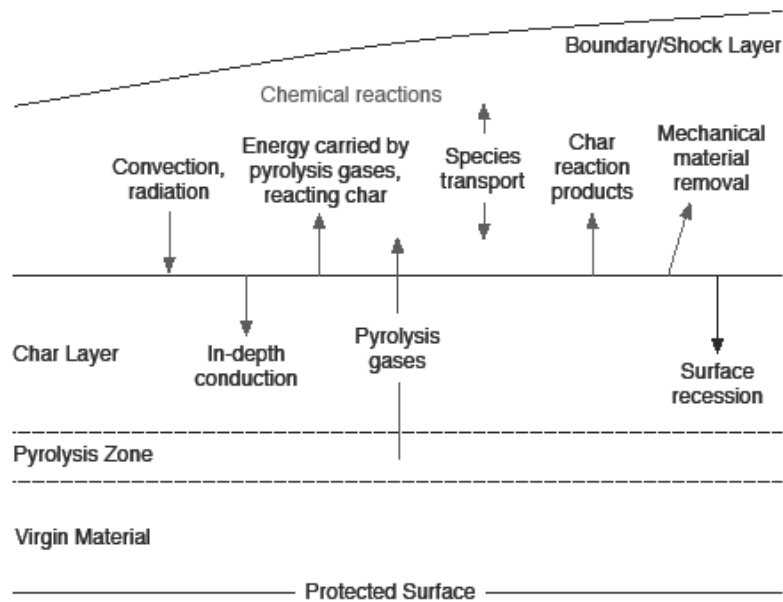 Boundary/Shock Layer
Chemical reactions
Convection,
radiation
Energy carried by
pyrolysis gases,
reacting char
Species
transport
Char
reaction
products
Mechanical
material
removal
Char Layer
In-depth
conduction
Pyrolysis
gases
Surface
recession
Pyrolysis Zone
Virgin Material
Protected Surface